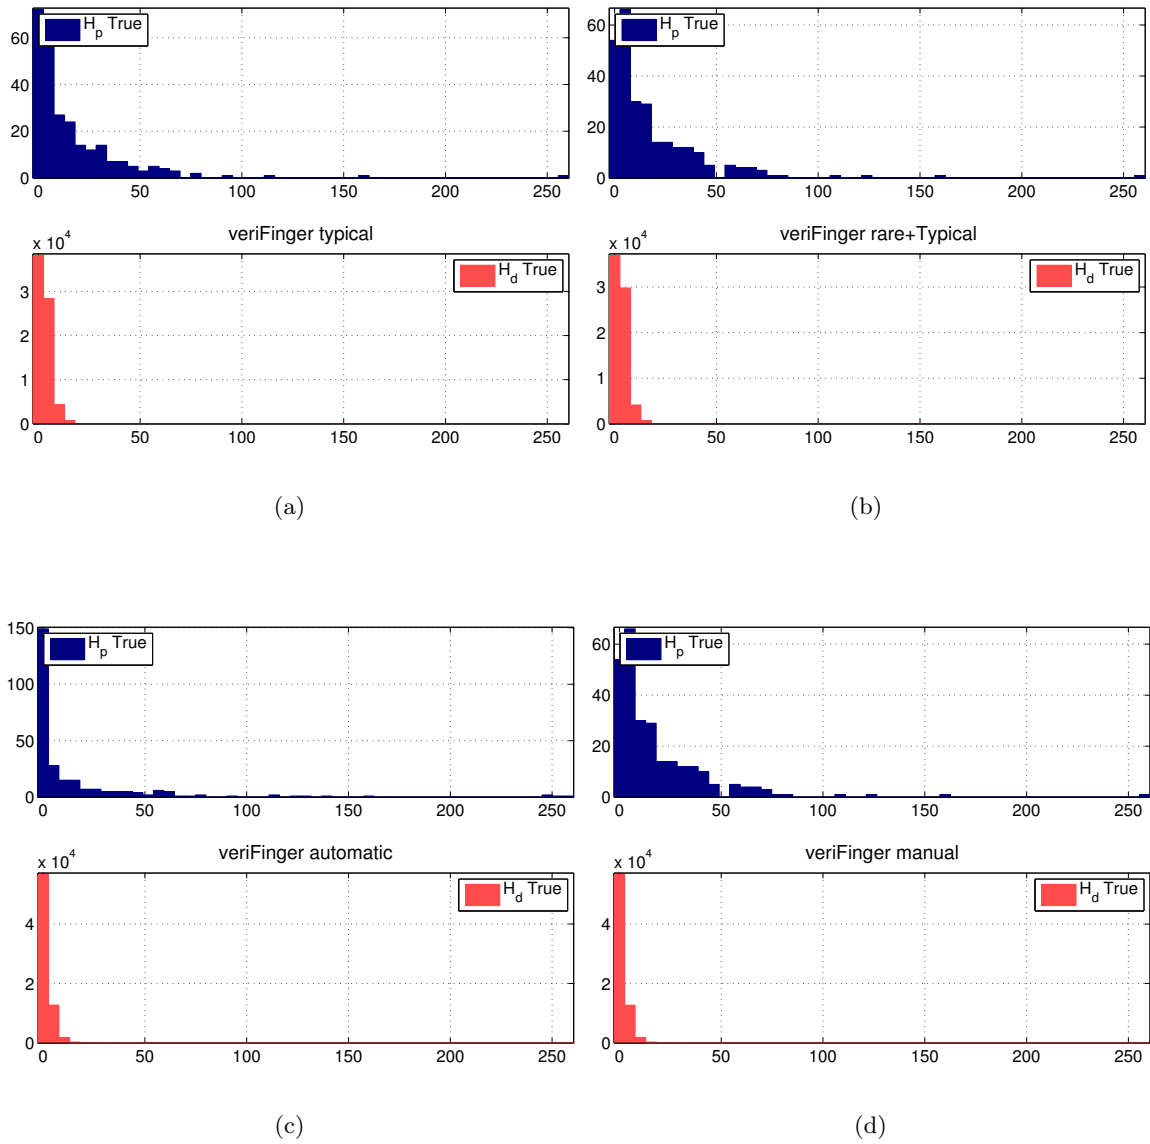 60
40
20
0
0 50 100 150 200 250
H_p True
veriFinger typical
x 10^4
3
2
1
0
0 50 100 150 200 250
H_d True
(a)
60
40
20
0
0 50 100 150 200 250
H_p True
veriFinger rare+Typical
x 10^4
3
2
1
0
0 50 100 150 200 250
H_d True
(b)
150
100
50
0
0 50 100 150 200 250
H_p True
veriFinger automatic
x 10^4
4
2
0
0 50 100 150 200 250
H_d True
(c)
60
40
20
0
0 50 100 150 200 250
H_p True
veriFinger manual
x 10^4
4
2
0
0 50 100 150 200 250
H_d True
(d)